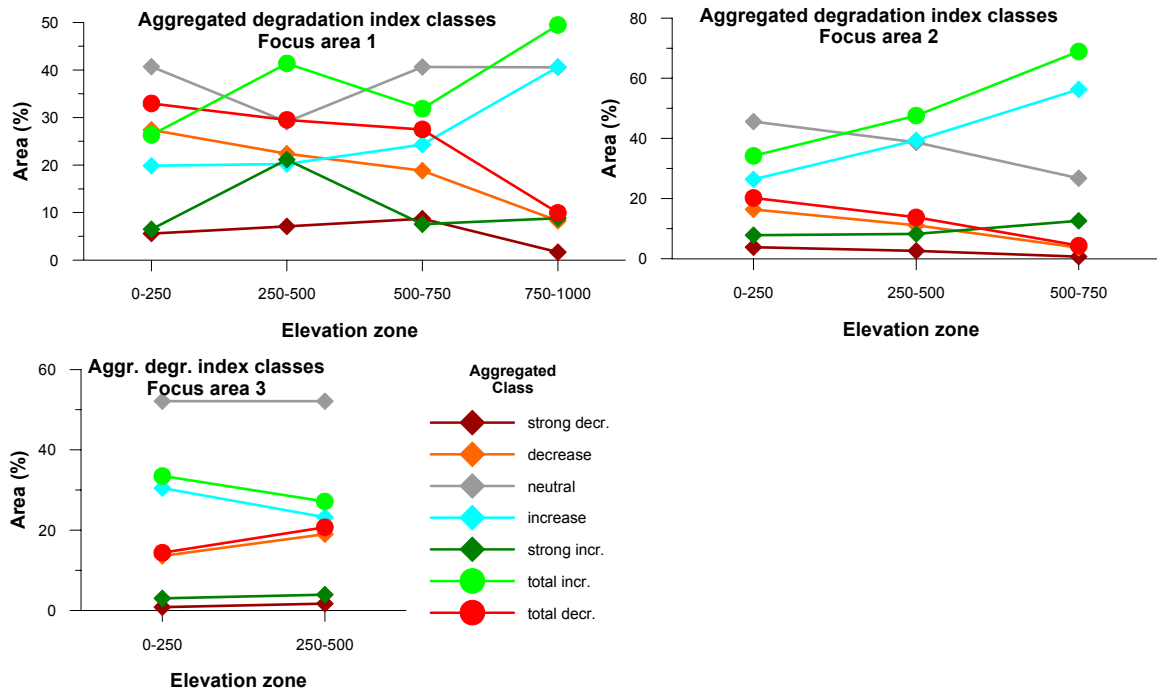 Aggregated degradation index classes
Focus area 1
50
40
30
20
10
0
Area (%)
0-250
250-500
500-750
750-1000
Elevation zone
Aggregated degradation index classes
Focus area 2
80
60
40
20
0
Area (%)
0-250
250-500
500-750
Elevation zone
Aggr. degr. index classes
Focus area 3
60
40
20
0
Area (%)
0-250
250-500
Elevation zone
Aggregated
Class
strong decr.
decrease
neutral
increase
strong incr.
total incr.
total decr.